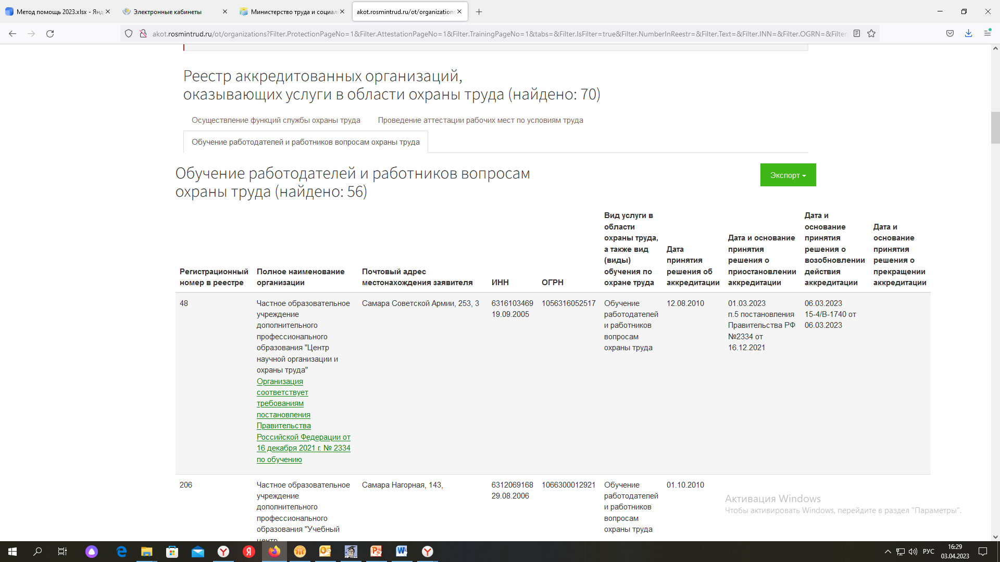 Метод помощь 2023.xlsx - Янд
Электронные кабинеты
Министерство труда и социал
akot.rosmintrud.ru/ot/organizations
akot.rosmintrud.ru/ot/organizations?Filter.ProtectionPageNo=1&Filter.AttestationPageNo=1&Filter.TrainingPageNo=1&tabs=&Filter.IsFilter=true&Filter.NumberInReestr=&Filter.Text=&Filter.INN=&Filter.OGRN=&Filter.
Реестр аккредитованных организаций,
оказывающих услуги в области охраны труда (найдено: 70)
Осуществление функций службы охраны труда
Проведение аттестации рабочих мест по условиям труда
Обучение работодателей и работников вопросам охраны труда
Обучение работодателей и работников вопросам
охраны труда (найдено: 56)
Экспорт
Регистрационный
номер в реестре
Полное наименование
организации
Почтовый адрес
местонахождения заявителя
ИНН
ОГРН
Вид услуги в
области
охраны труда,
а также вид
(виды)
обучения по
охране труда
Дата
принятия
решения об
аккредитации
Дата и основание
принятия
решения о
приостановлении
аккредитации
Дата и
основание
принятия
решения о
возобновлении
действия
аккредитации
Дата и
основание
принятия
решения о
прекращении
аккредитации
48
Частное образовательное
учреждение
дополнительного
профессионального
образования "Центр
научной организации и
охраны труда"
Организация
соответствует
требованиям
постановления
Правительства
Российской Федерации от
16 декабря 2021 г. № 2334
по обучению
Самара Советской Армии, 253, 3
6316103469
19.09.2005
1056316052517
Обучение
работодателей
и работников
вопросам
охраны труда
12.08.2010
01.03.2023
п.5 постановления
Правительства РФ
№2334 от
16.12.2021
06.03.2023
15-4/В-1740 от
06.03.2023
206
Частное образовательное
учреждение
дополнительного
профессионального
образования "Учебный
центр
Самара Нагорная, 143,
6312069168
29.08.2006
1066300012921
Обучение
работодателей
и работников
вопросам
охраны труда
01.10.2010
Активация Windows
Чтобы активировать Windows, перейдите в раздел "Параметры".
РУС
16:29
03.04.2023